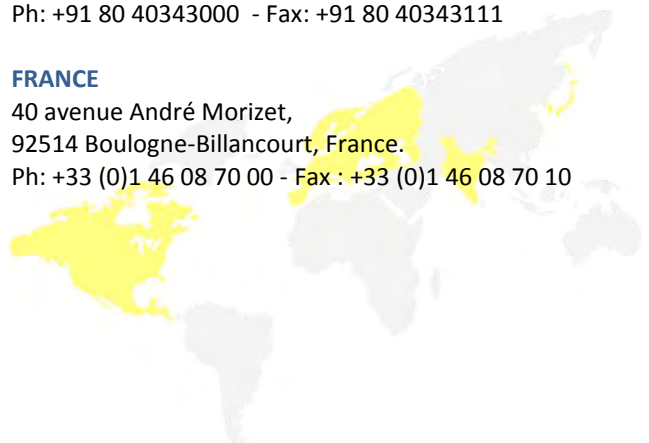 Ph: +91 80 40343000  - Fax: +91 80 40343111
FRANCE
40 avenue André Morizet,
92514 Boulogne-Billancourt, France.
Ph: +33 (0)1 46 08 70 00 - Fax : +33 (0)1 46 08 70 10